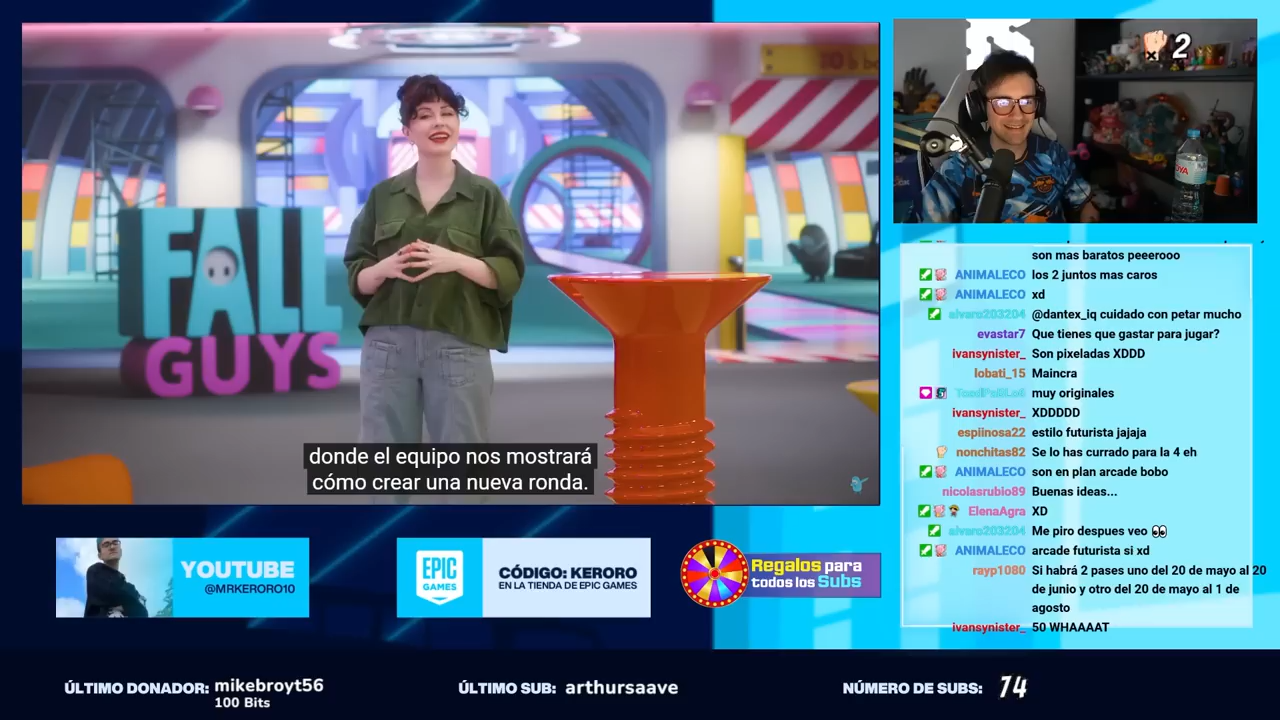 FALL
GUYS
donde el equipo nos mostrará
cómo crear una nueva ronda.
2
son mas baratos peeerooo
ANIMALECO los 2 juntos mas caros
ANIMALECO xd
alvaro203204 @dantex_iq cuidado con petar mucho
evastar7 Que tienes que gastar para jugar?
ivansynister_ Son pixeladas XDDD
lobati_15 Maincra
muy originales
ivansynister_ XDDDDD
espiinosa22 estilo futurista jajaja
nonchitas82 Se lo has currado para la 4 eh
ANIMALECO son en plan arcade bobo
nicolasrubio89 Buenas ideas...
ElenaAgra XD
alvaro203204 Me piro despues veo 👀
ANIMALECO arcade futurista si xd
rayp1080 Si habrá 2 pases uno del 20 de mayo al 20
de junio y otro del 20 de mayo al 1 de
agosto
ivansynister_ 50 WHAAAAT
YOUTUBE
@MRKERORO10
EPIC
GAMES
CÓDIGO: KERORO
EN LA TIENDA DE EPIC GAMES
Regalos para
todos los Subs
ÚLTIMO DONADOR: mikebroyt56
100 Bits
ÚLTIMO SUB: arthursaave
NÚMERO DE SUBS: 74